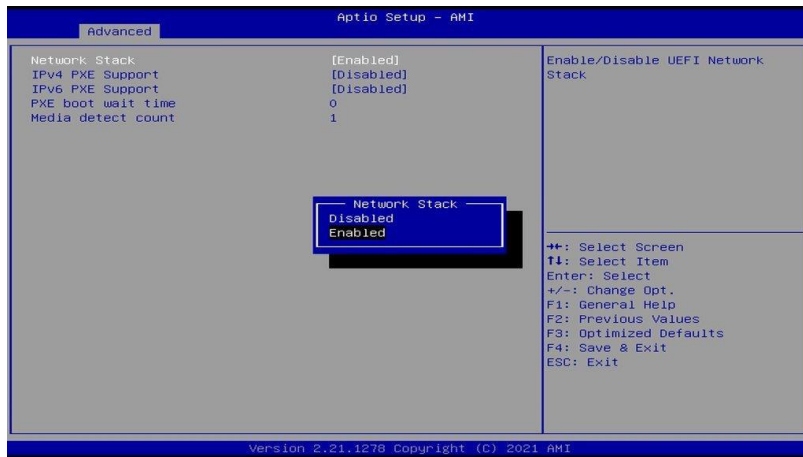 Aptio Setup – AMI
Advanced
Network Stack [Enabled]
IPv4 PXE Support [Disabled]
IPv6 PXE Support [Disabled]
PXE boot wait time 0
Media detect count 1
Network Stack
Disabled
Enabled
Enable/Disable UEFI Network
Stack
→←: Select Screen
↑↓: Select Item
Enter: Select
+/-: Change Opt.
F1: General Help
F2: Previous Values
F3: Optimized Defaults
F4: Save & Exit
ESC: Exit
Version 2.21.1278 Copyright (C) 2021 AMI